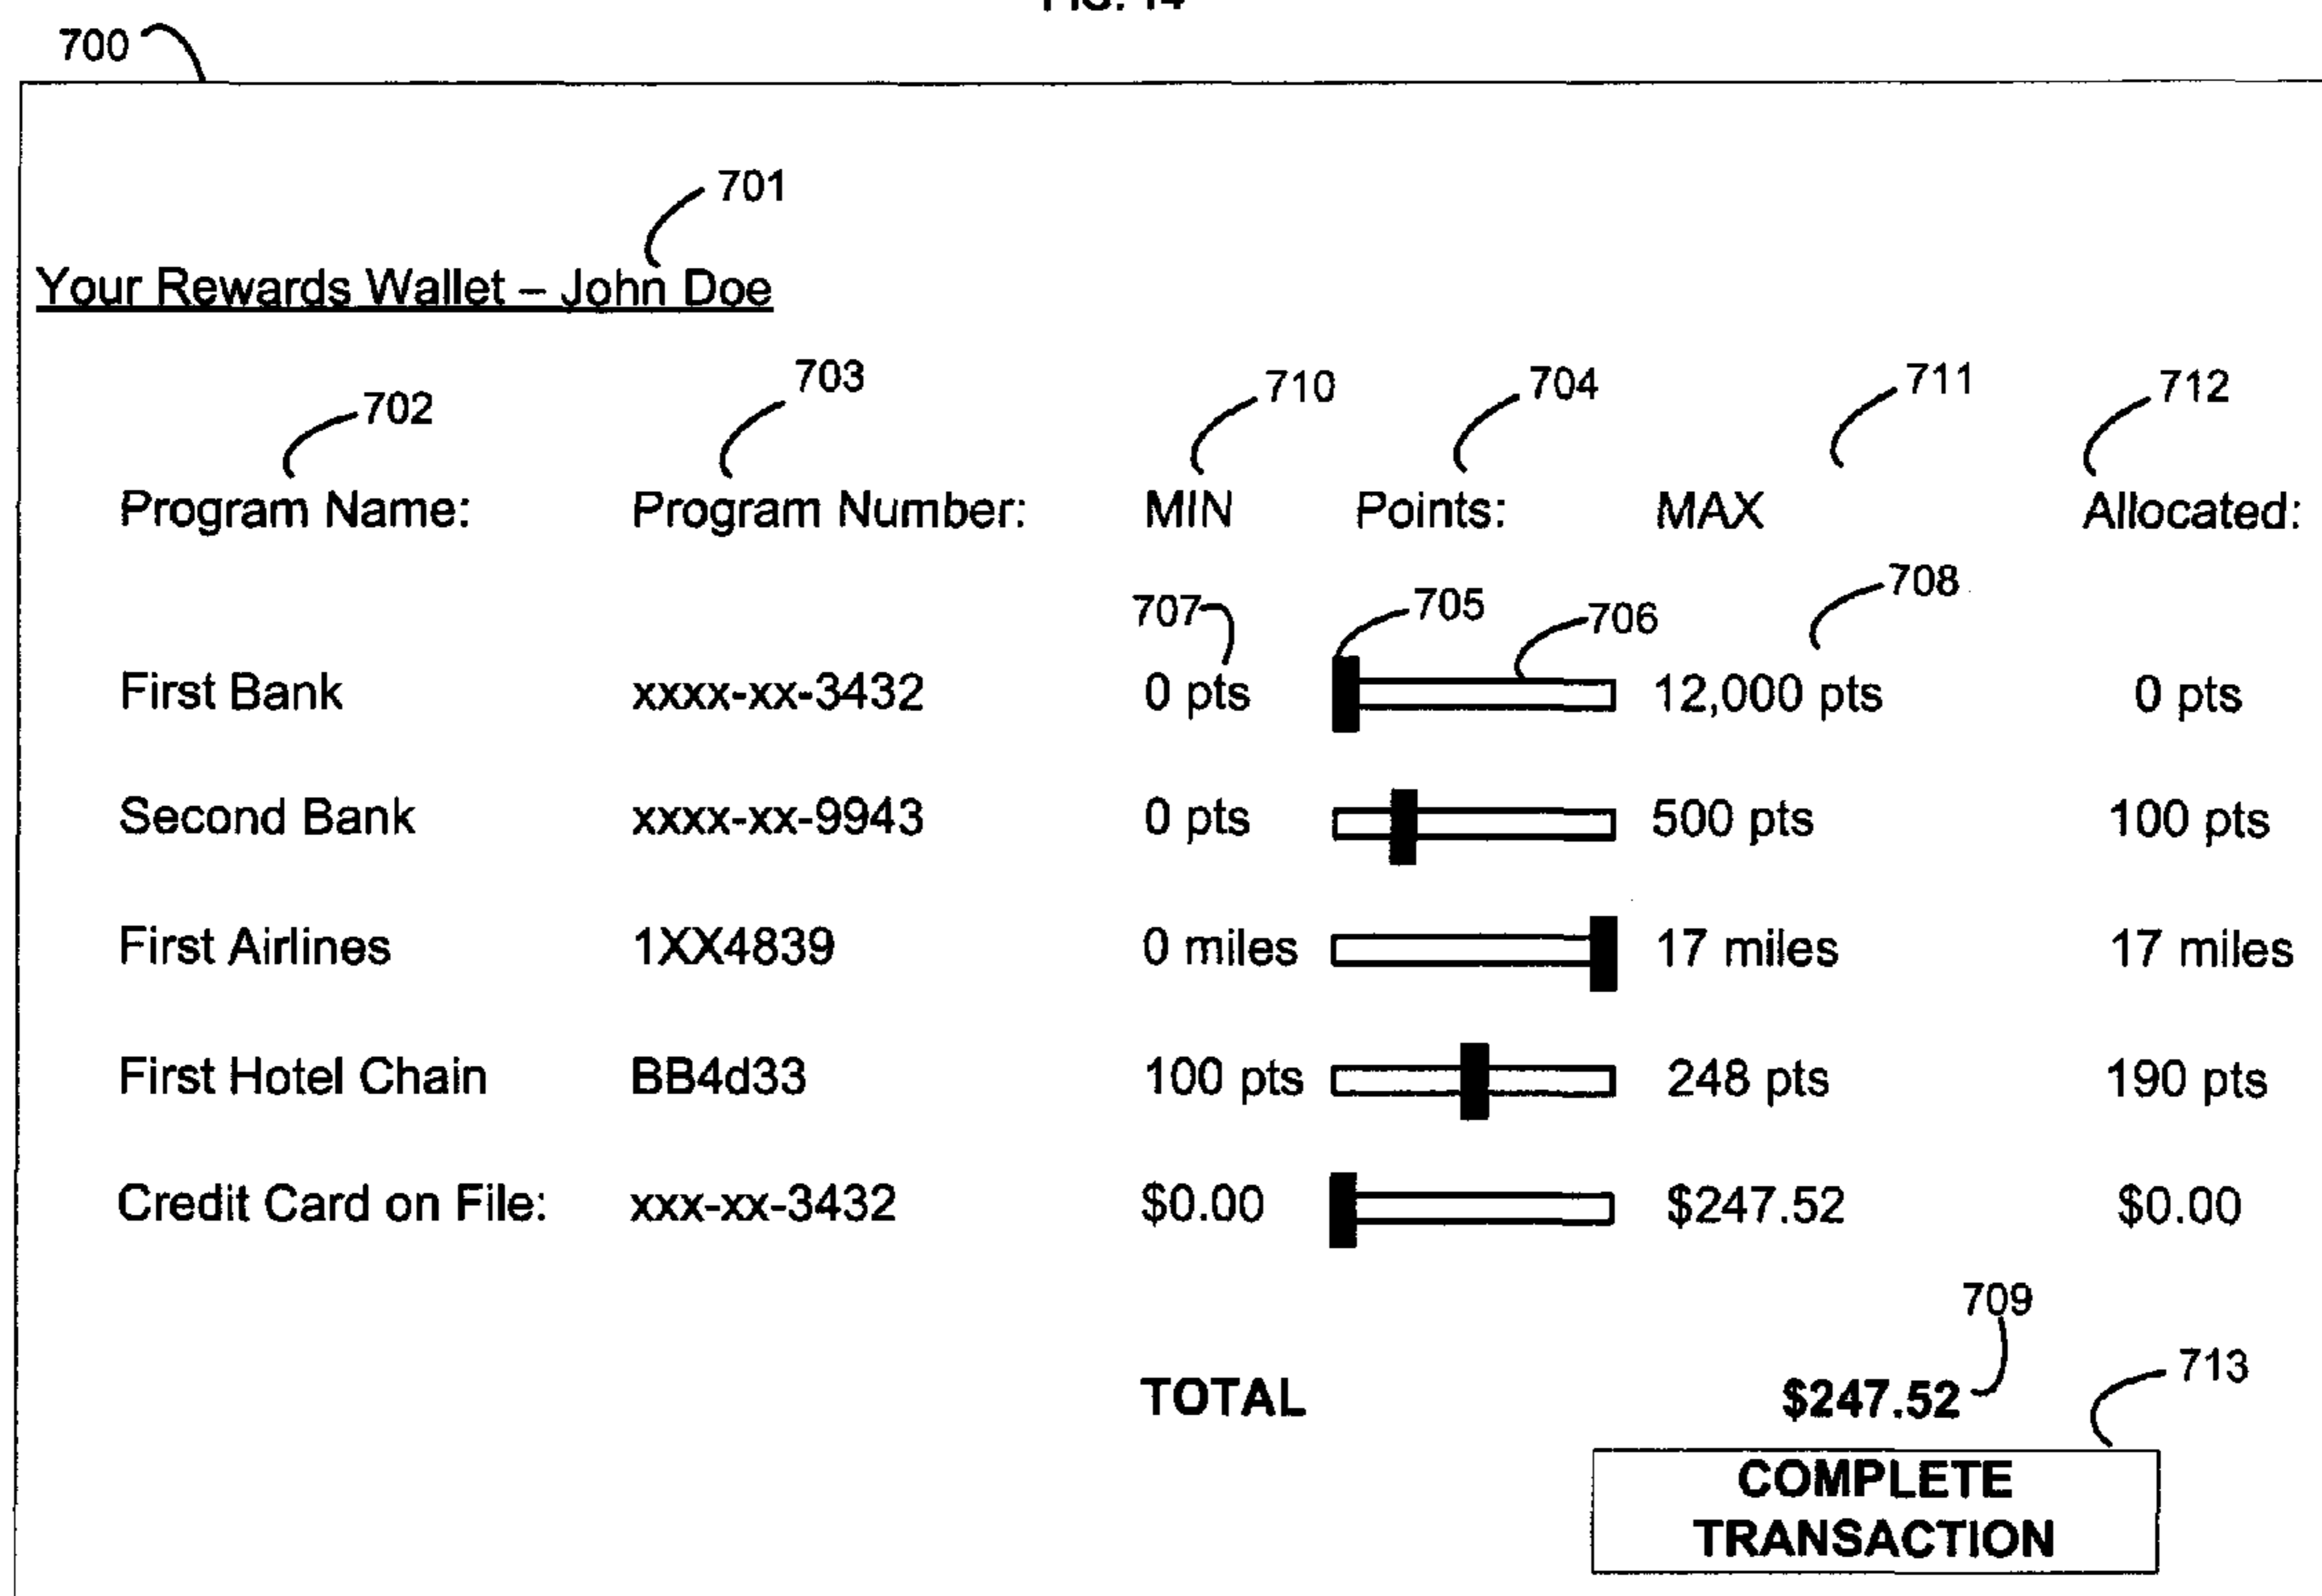 FIG. 14
700
701
Your Rewards Wallet – John Doe
702 703 710 704 711 712
Program Name: Program Number: MIN Points: MAX Allocated:
707 705 706 708
First Bank xxxx-xx-3432 0 pts 12,000 pts 0 pts
Second Bank xxxx-xx-9943 0 pts 500 pts 100 pts
First Airlines 1XX4839 0 miles 17 miles 17 miles
First Hotel Chain BB4d33 100 pts 248 pts 190 pts
Credit Card on File: xxx-xx-3432 $0.00 $247.52 $0.00
709
TOTAL $247.52 713
COMPLETE
TRANSACTION